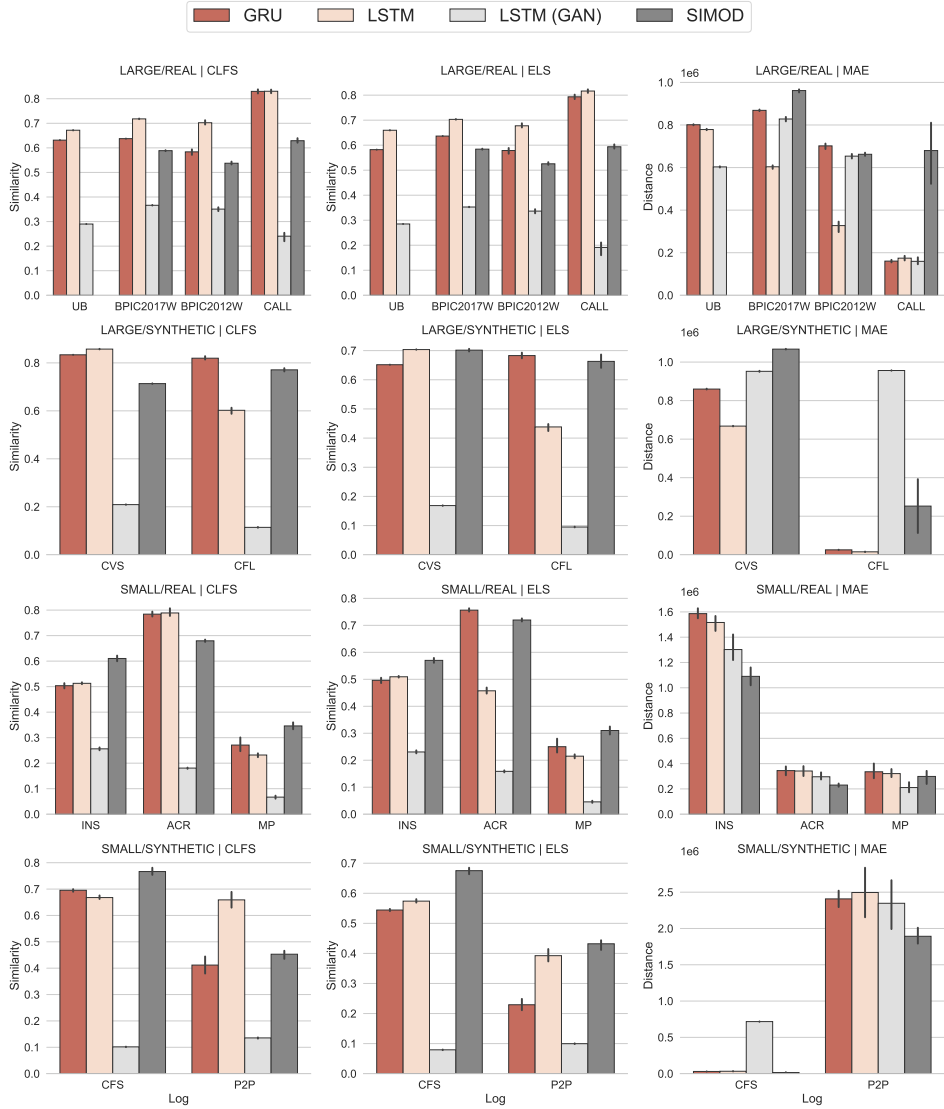 GRU LSTM LSTM (GAN) SIMOD
LARGE/REAL | CLFS
Similarity
0.8
0.7
0.6
0.5
0.4
0.3
0.2
0.1
0.0
UB BPIC2017W BPIC2012W CALL
LARGE/REAL | ELS
Similarity
0.8
0.7
0.6
0.5
0.4
0.3
0.2
0.1
0.0
UB BPIC2017W BPIC2012W CALL
1e6
LARGE/REAL | MAE
Distance
1.0
0.8
0.6
0.4
0.2
0.0
UB BPIC2017W BPIC2012W CALL
LARGE/SYNTHETIC | CLFS
Similarity
0.8
0.6
0.4
0.2
0.0
CVS CFL
LARGE/SYNTHETIC | ELS
Similarity
0.7
0.6
0.5
0.4
0.3
0.2
0.1
0.0
CVS CFL
1e6
LARGE/SYNTHETIC | MAE
Distance
1.0
0.8
0.6
0.4
0.2
0.0
CVS CFL
SMALL/REAL | CLFS
Similarity
0.8
0.7
0.6
0.5
0.4
0.3
0.2
0.1
0.0
INS ACR MP
SMALL/REAL | ELS
Similarity
0.7
0.6
0.5
0.4
0.3
0.2
0.1
0.0
INS ACR MP
1e6
SMALL/REAL | MAE
Distance
1.6
1.4
1.2
1.0
0.8
0.6
0.4
0.2
0.0
INS ACR MP
SMALL/SYNTHETIC | CLFS
Similarity
0.8
0.7
0.6
0.5
0.4
0.3
0.2
0.1
0.0
CFS P2P
Log
SMALL/SYNTHETIC | ELS
Similarity
0.7
0.6
0.5
0.4
0.3
0.2
0.1
0.0
CFS P2P
Log
1e6
SMALL/SYNTHETIC | MAE
Distance
2.5
2.0
1.5
1.0
0.5
0.0
CFS P2P
Log